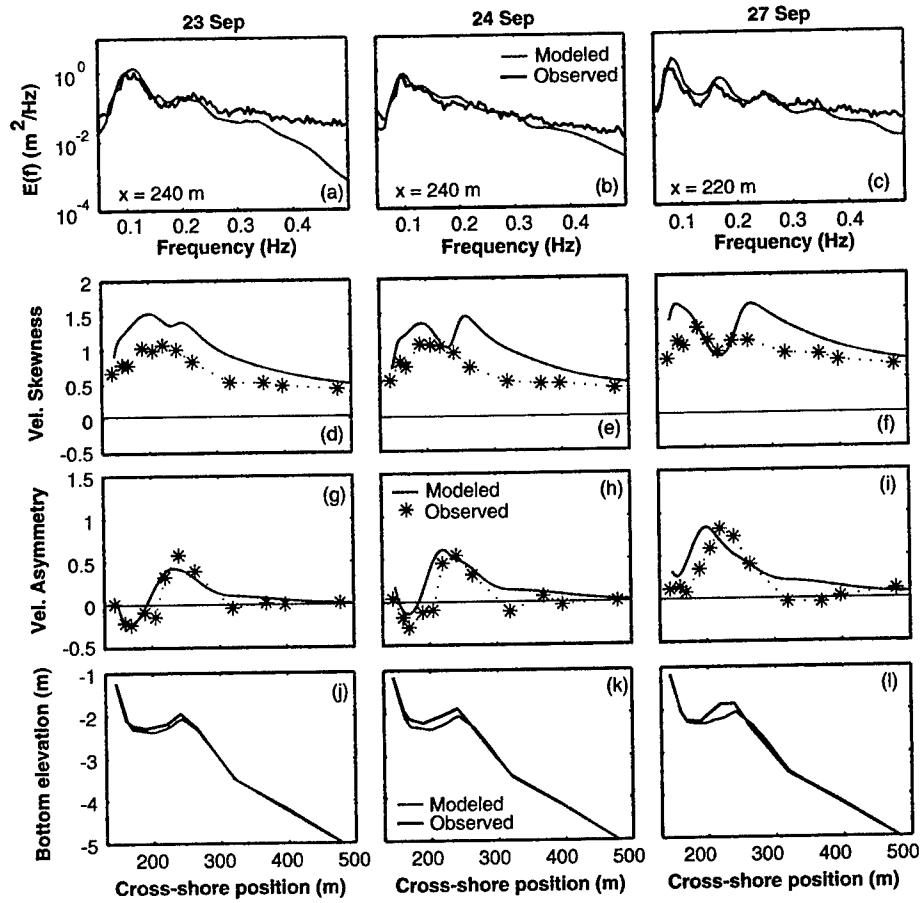 23 Sep
24 Sep
27 Sep
E(f) (m²/Hz)
10⁰
10⁻²
10⁻⁴
Modeled
Observed
x = 240 m
(a)
x = 240 m
(b)
x = 220 m
(c)
0.1 0.2 0.3 0.4
0.1 0.2 0.3 0.4
0.1 0.2 0.3 0.4
Frequency (Hz)
Frequency (Hz)
Frequency (Hz)
Vel. Skewness
2
1.5
1
0.5
0
-0.5
(d)
(e)
(f)
Vel. Asymmetry
1.5
1
0.5
0
-0.5
(g)
Modeled
Observed
(h)
(i)
Bottom elevation (m)
-1
-2
-3
-4
-5
(j)
(k)
(l)
Modeled
Observed
200 300 400 500
200 300 400 500
200 300 400 500
Cross-shore position (m)
Cross-shore position (m)
Cross-shore position (m)